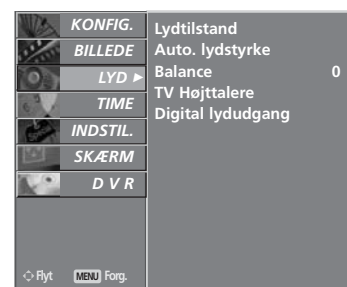 KONFIG.
BILLEDE
LYD ▶
TIME
INDSTIL.
SKÆRM
D V R
Lydtilstand
Auto. lydstyrke
Balance 0
TV Højttalere
Digital lydudgang
Flyt MENU Forg.